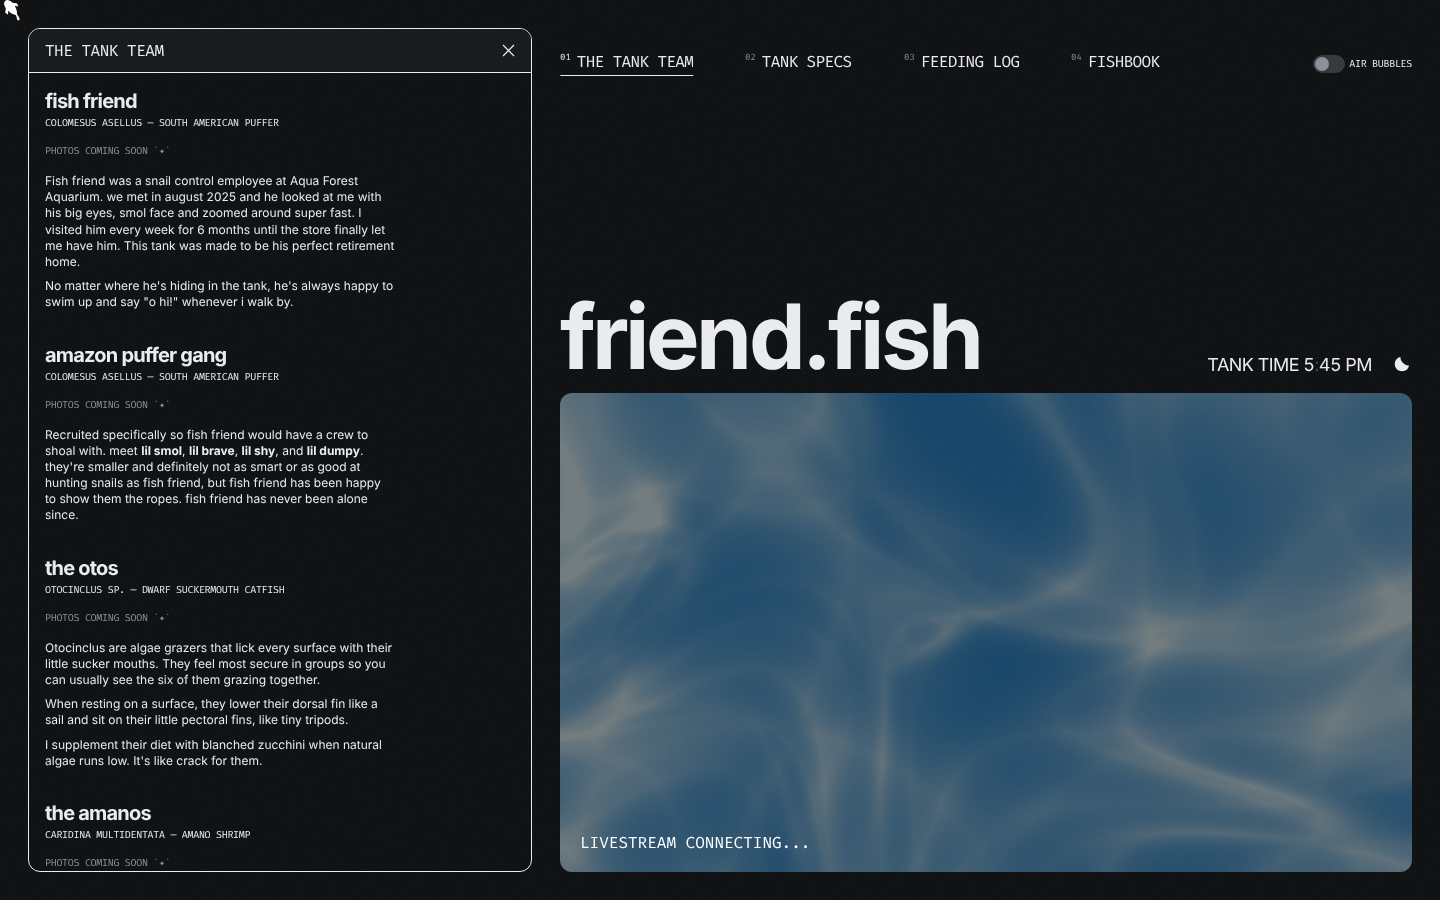 THE TANK TEAM
fish friend
COLOMESUS ASELLUS — SOUTH AMERICAN PUFFER
PHOTOS COMING SOON ˙✦˙
Fish friend was a snail control employee at Aqua Forest
Aquarium. we met in august 2025 and he looked at me with
his big eyes, smol face and zoomed around super fast. I
visited him every week for 6 months until the store finally let
me have him. This tank was made to be his perfect retirement
home.
No matter where he's hiding in the tank, he's always happy to
swim up and say "o hi!" whenever i walk by.
amazon puffer gang
COLOMESUS ASELLUS — SOUTH AMERICAN PUFFER
PHOTOS COMING SOON ˙✦˙
Recruited specifically so fish friend would have a crew to
shoal with. meet lil smol, lil brave, lil shy, and lil dumpy.
they're smaller and definitely not as smart or as good at
hunting snails as fish friend, but fish friend has been happy
to show them the ropes. fish friend has never been alone
since.
the otos
OTOCINCLUS SP. — DWARF SUCKERMOUTH CATFISH
PHOTOS COMING SOON ˙✦˙
Otocinclus are algae grazers that lick every surface with their
little sucker mouths. They feel most secure in groups so you
can usually see the six of them grazing together.
When resting on a surface, they lower their dorsal fin like a
sail and sit on their little pectoral fins, like tiny tripods.
I supplement their diet with blanched zucchini when natural
algae runs low. It's like crack for them.
the amanos
CARIDINA MULTIDENTATA — AMANO SHRIMP
PHOTOS COMING SOON ˙✦˙
01 THE TANK TEAM
02 TANK SPECS
03 FEEDING LOG
04 FISHBOOK
AIR BUBBLES
friend.fish
TANK TIME 5:45 PM
LIVESTREAM CONNECTING...